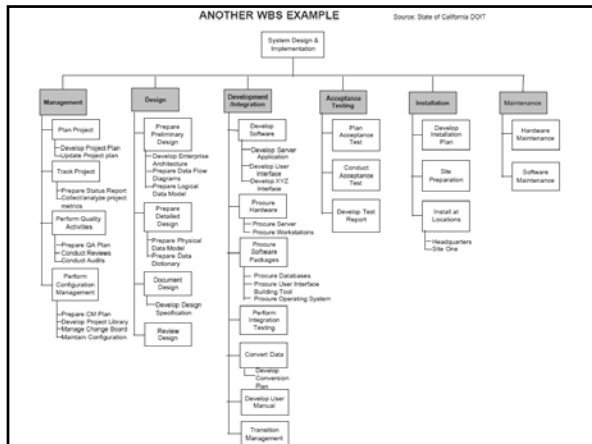 ANOTHER WBS EXAMPLE
Source: State of California DOIT
System Design &
Implementation
Management
Plan Project
Develop Project Plan
Update Project plan
Track Project
Prepare Status Report
Collect/analyze project
metrics
Perform Quality
Activities
Prepare QA Plan
Conduct Reviews
Conduct Audits
Perform
Configuration
Management
Prepare CM Plan
Develop Project Library
Manage Change Board
Maintain Configuration
Design
Prepare
Preliminary
Design
Develop Enterprise
Architecture
Prepare Data Flow
Diagrams
Prepare Logical
Data Model
Prepare
Detailed
Design
Prepare Physical
Data Model
Prepare Data
Dictionary
Document
Design
Develop Design
Specification
Review
Design
Development
/Integration
Develop
Software
Develop Server
Application
Develop User
Interface
Develop XYZ
Interface
Procure
Hardware
Procure Server
Procure Workstations
Procure
Software
Packages
Procure Databases
Procure User Interface
Building Tool
Procure Operating System
Perform
Integration
Testing
Convert Data
Develop
Conversion
Plan
Develop User
Manual
Transition
Management
Acceptance
Testing
Plan
Acceptance
Test
Conduct
Acceptance
Test
Develop Test
Report
Installation
Develop
Installation
Plan
Site
Preparation
Install at
Locations
Headquarters
Site One
Maintenance
Hardware
Maintenance
Software
Maintenance